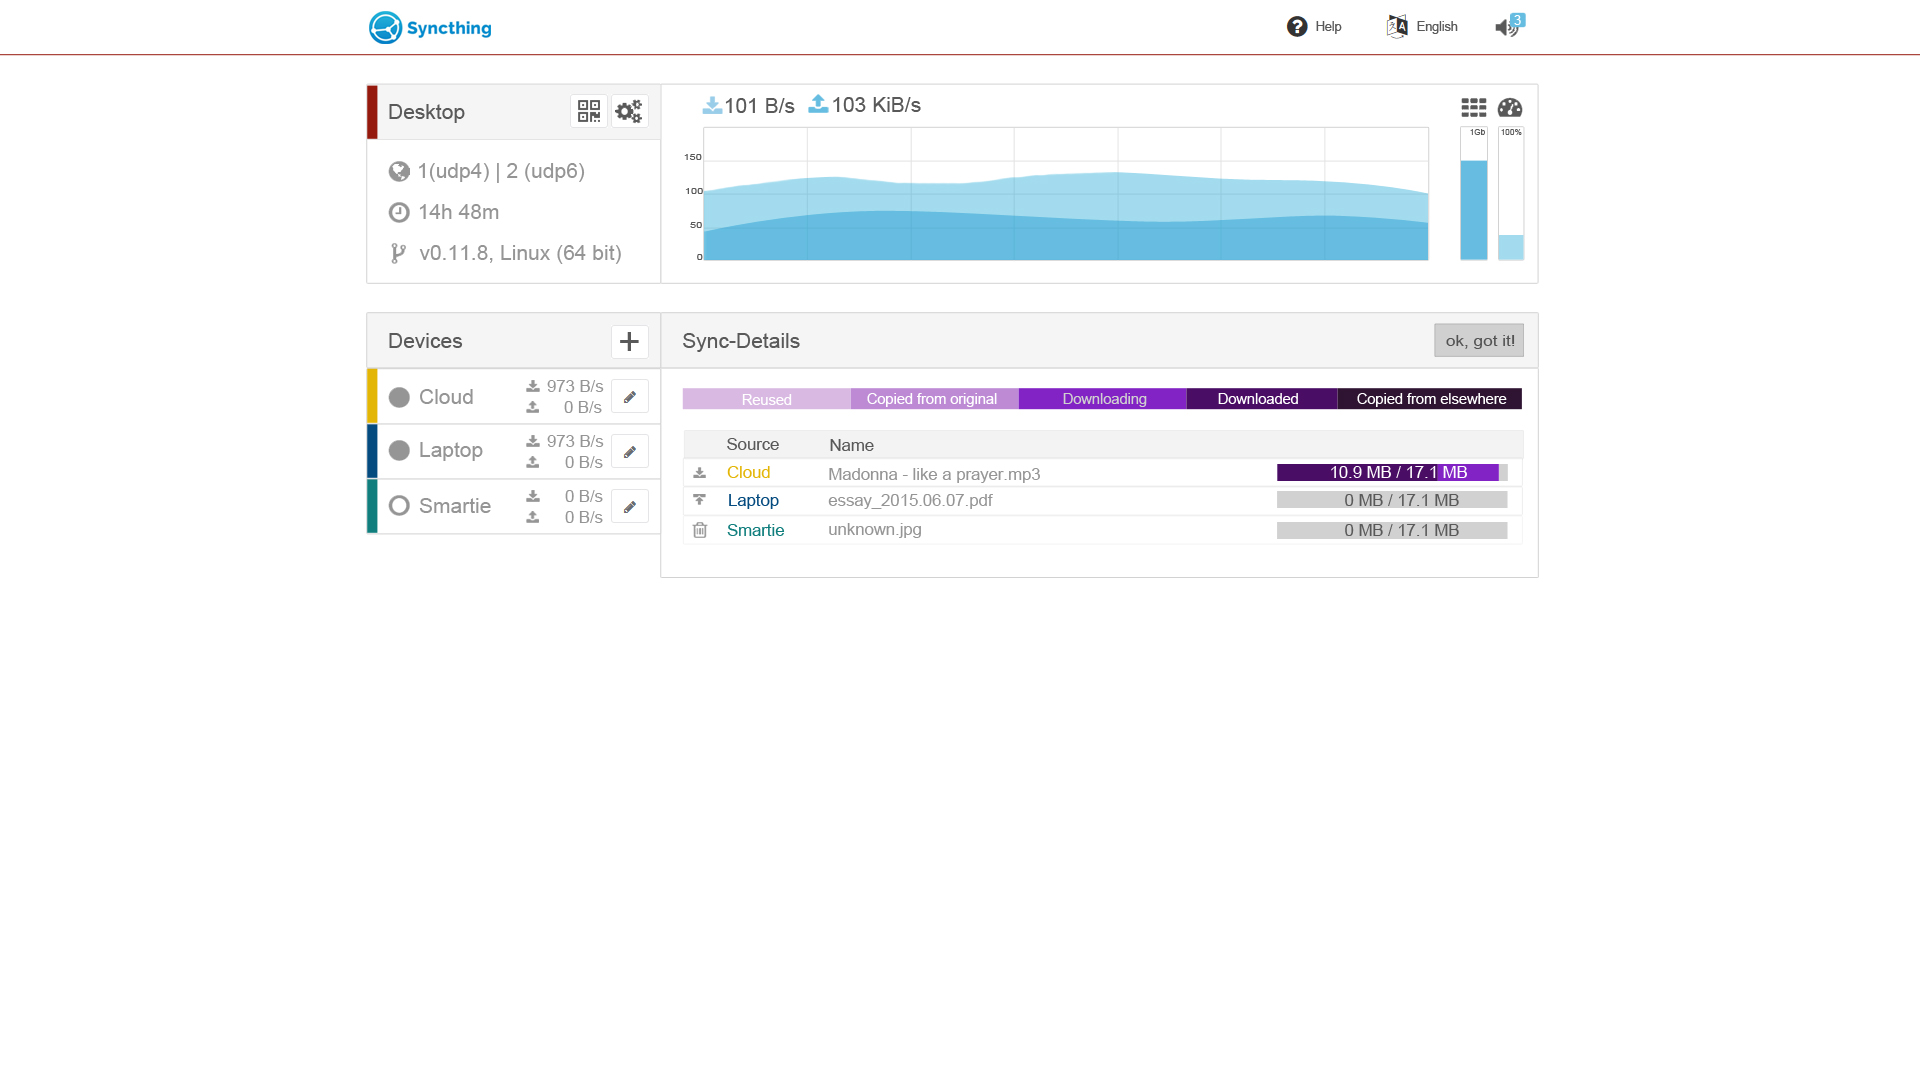 Syncthing
Help
English
3
Desktop
1(udp4) | 2 (udp6)
14h 48m
v0.11.8, Linux (64 bit)
101 B/s 103 KiB/s
150
100
50
0
1Gb
100%
Devices
Cloud
973 B/s
0 B/s
Laptop
973 B/s
0 B/s
Smartie
0 B/s
0 B/s
Sync-Details
ok, got it!
Reused Copied from original Downloading Downloaded Copied from elsewhere
Source Name
Cloud Madonna - like a prayer.mp3 10.9 MB / 17.1 MB
Laptop essay_2015.06.07.pdf 0 MB / 17.1 MB
Smartie unknown.jpg 0 MB / 17.1 MB